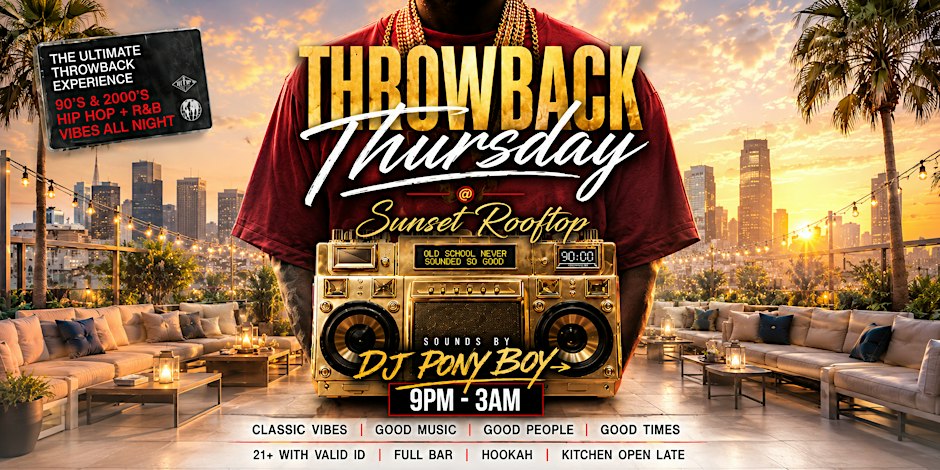 THE ULTIMATE
THROWBACK
EXPERIENCE
90'S & 2000'S
HIP HOP + R&B
VIBES ALL NIGHT
THROWBACK
Thursday
@
Sunset Rooftop
OLD SCHOOL NEVER
SOUNDED SO GOOD
90:00
SOUNDS BY
DJ PONY BOY
9PM - 3AM
CLASSIC VIBES | GOOD MUSIC | GOOD PEOPLE | GOOD TIMES
21+ WITH VALID ID | FULL BAR | HOOKAH | KITCHEN OPEN LATE